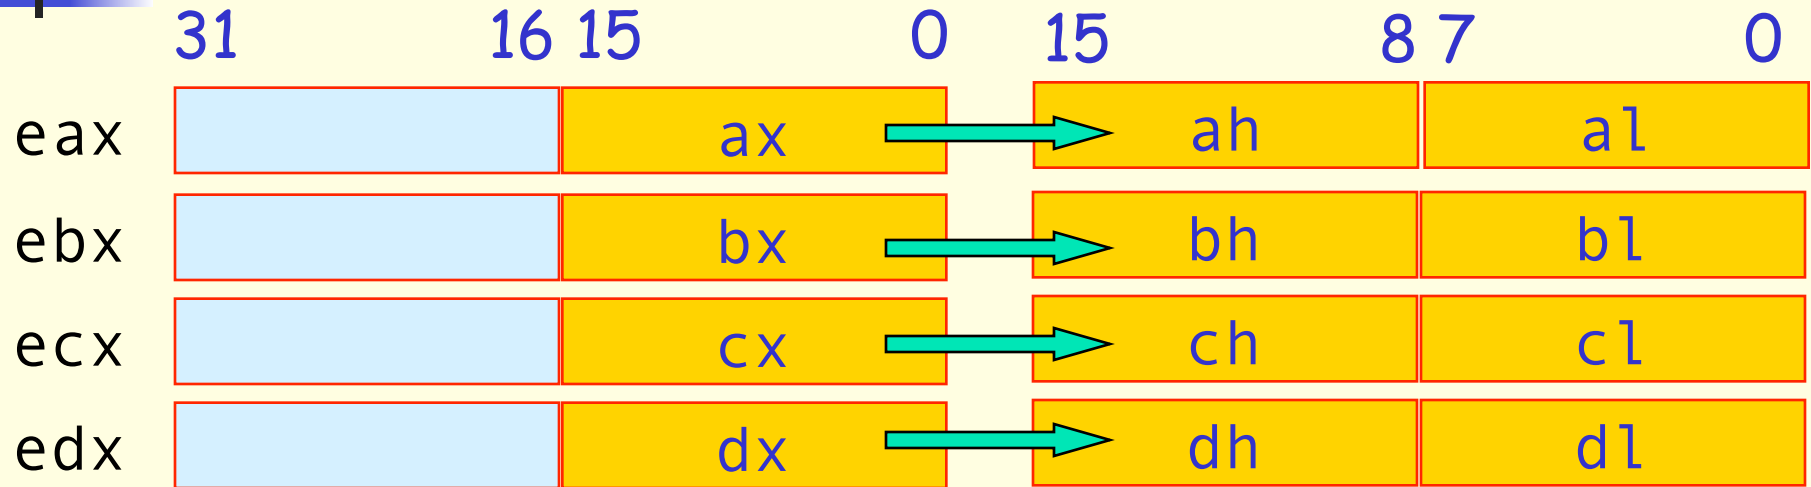 31 16 15 0 15 8 7 0
eax ax ah al
ebx bx bh bl
ecx cx ch cl
edx dx dh dl